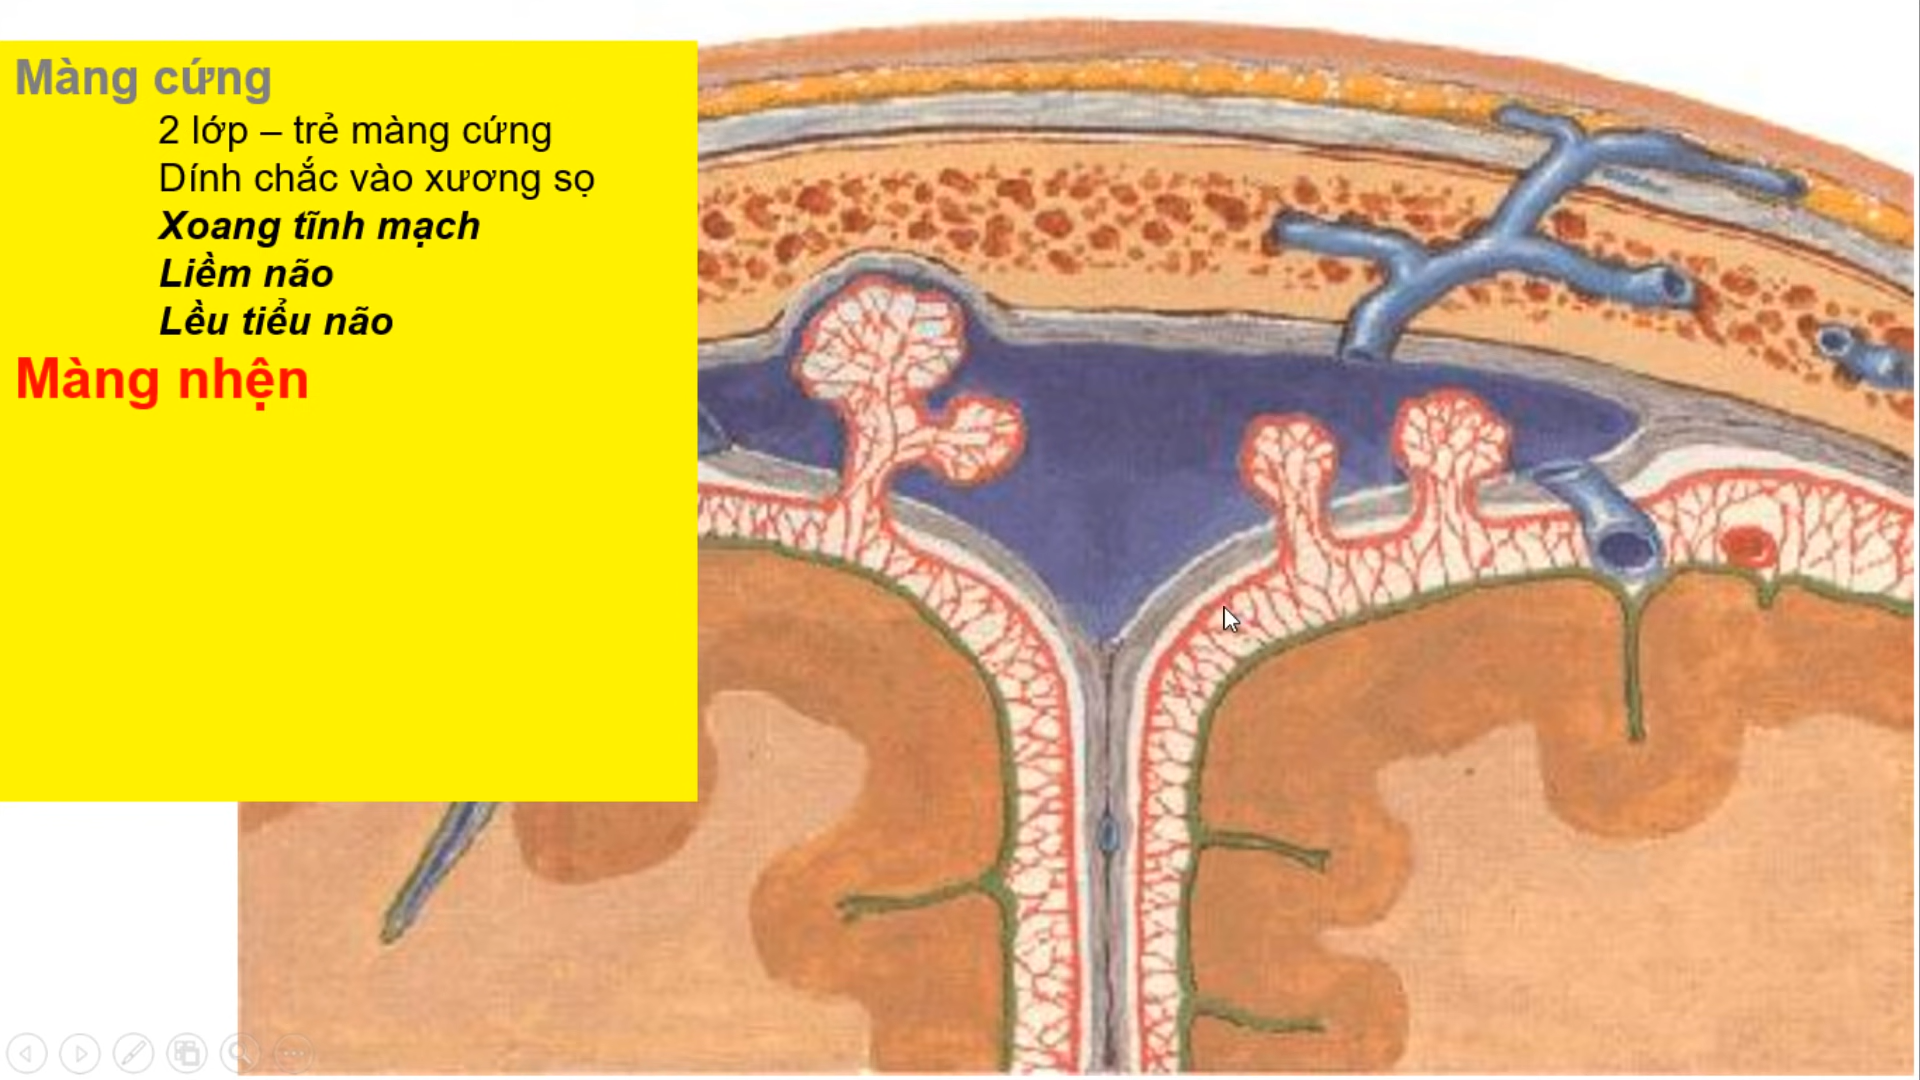 Màng cứng
2 lớp – trẻ màng cứng
Dính chắc vào xương sọ
Xoang tĩnh mạch
Liềm não
Lều tiểu não
Màng nhện